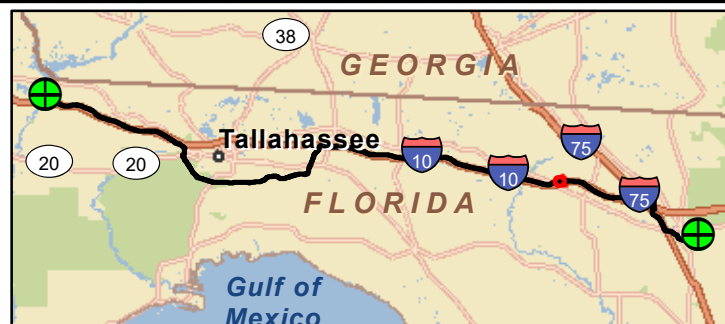 38
GEORGIA
Tallahassee
75
10
10
20
20
75
FLORIDA
Gulf of
Mexico